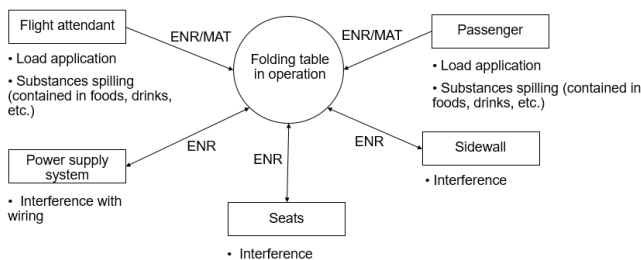 Flight attendant
ENR/MAT
• Load application
• Substances spilling
(contained in foods, drinks,
etc.)
Folding table
in operation
ENR/MAT
Passenger
• Load application
• Substances spilling (contained in
foods, drinks, etc.)
ENR
Power supply
system
• Interference with
wiring
ENR
Seats
• Interference
ENR
Sidewall
• Interference